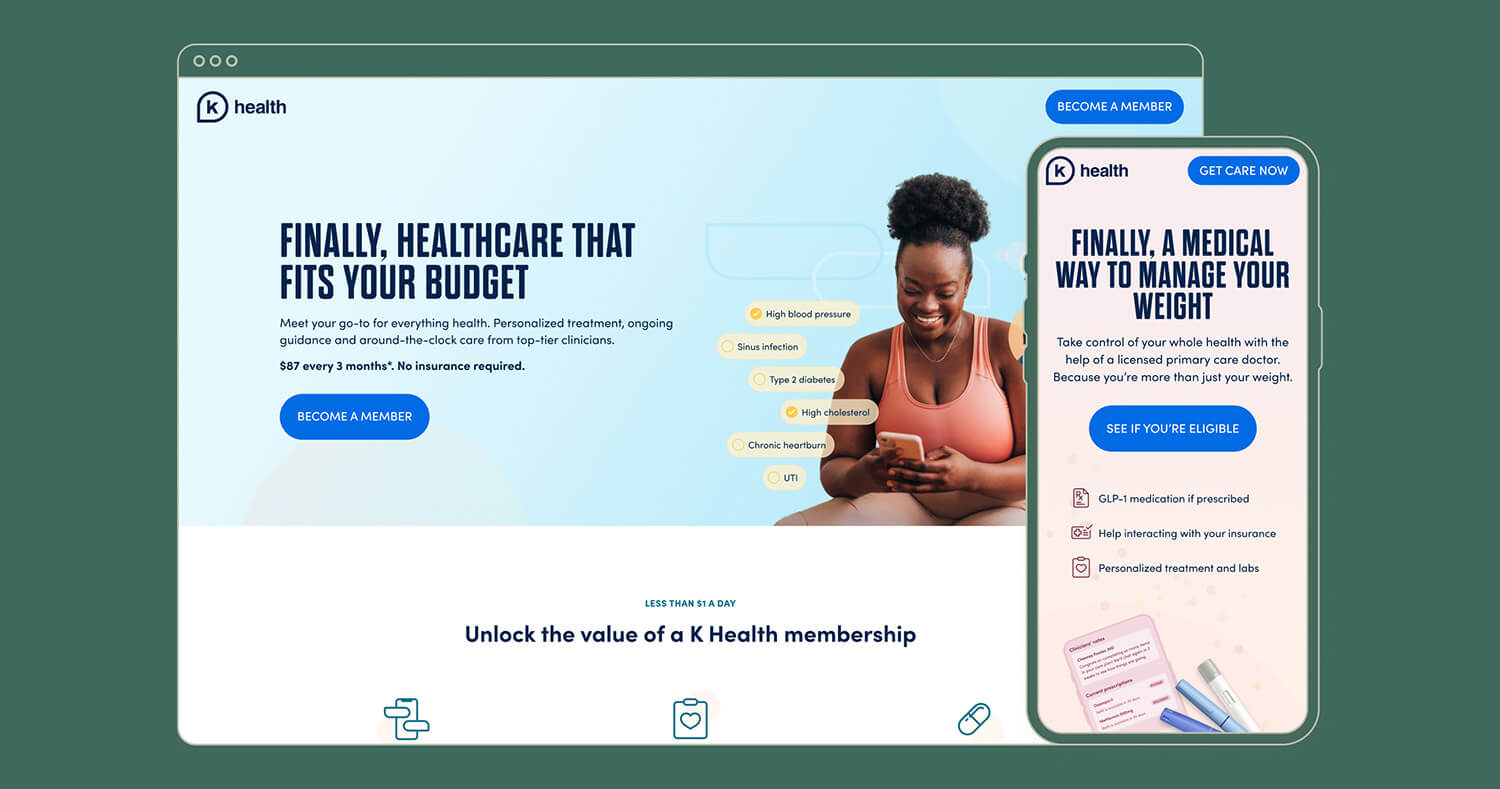 k health
BECOME A MEMBER
FINALLY, HEALTHCARE THAT
FITS YOUR BUDGET
Meet your go-to for everything health. Personalized treatment, ongoing
guidance and around-the-clock care from top-tier clinicians.
$87 every 3 months*. No insurance required.
BECOME A MEMBER
High blood pressure
Sinus infection
Type 2 diabetes
High cholesterol
Chronic heartburn
UTI
LESS THAN $1 A DAY
Unlock the value of a K Health membership
k health
GET CARE NOW
FINALLY, A MEDICAL
WAY TO MANAGE YOUR
WEIGHT
Take control of your whole health with the
help of a licensed primary care doctor.
Because you're more than just your weight.
SEE IF YOU'RE ELIGIBLE
Rx
GLP-1 medication if prescribed
Help interacting with your insurance
Personalized treatment and labs
Clinicians' notes
Current prescriptions